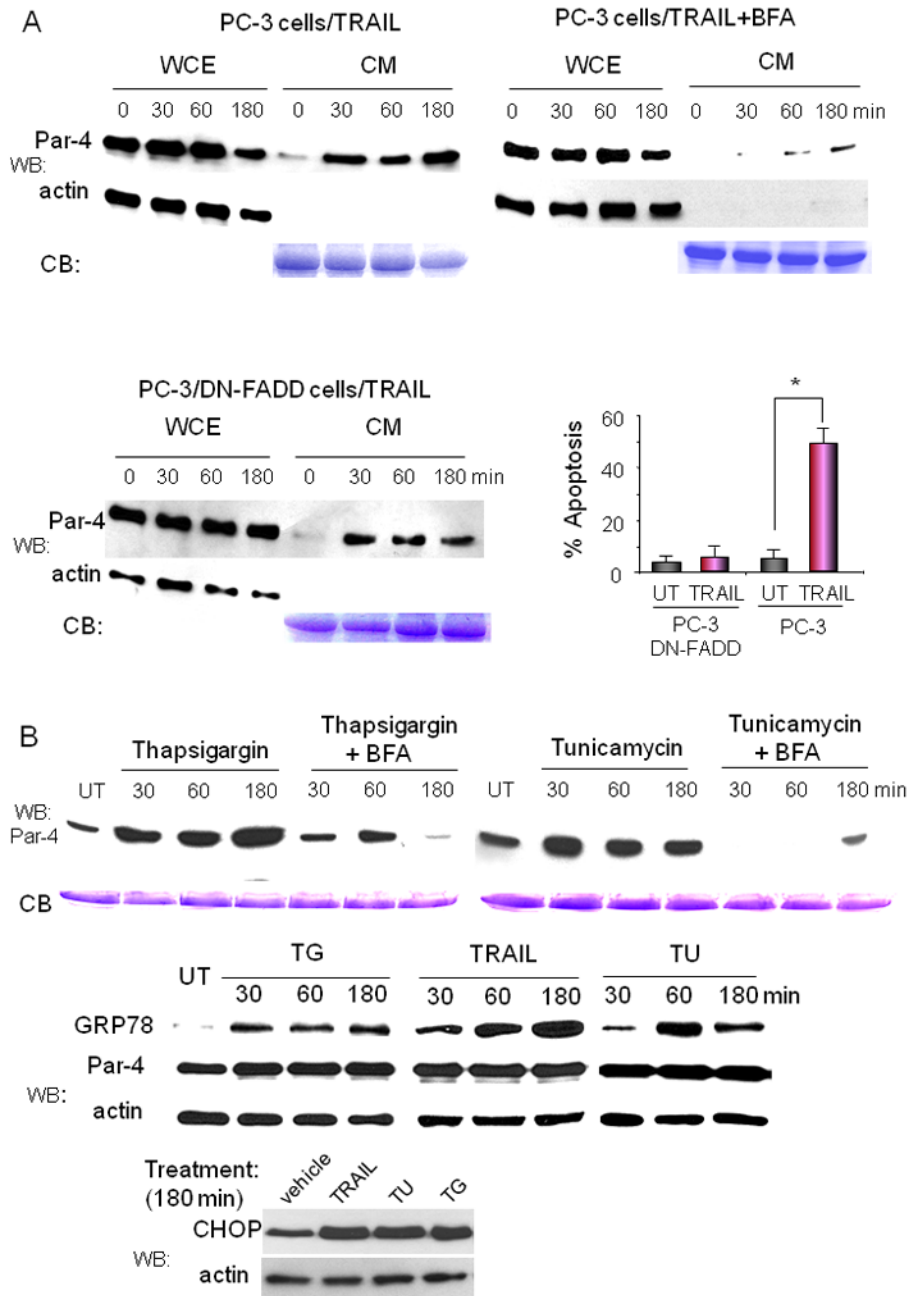 A
PC-3 cells/TRAIL
WCE CM
0 30 60 180 0 30 60 180
Par-4
WB:
actin
CB:
PC-3 cells/TRAIL+BFA
WCE CM
0 30 60 180 0 30 60 180 min
PC-3/DN-FADD cells/TRAIL
WCE CM
0 30 60 180 0 30 60 180 min
Par-4
WB:
actin
CB:
*
% Apoptosis
60
40
20
0
UT TRAIL UT TRAIL
PC-3 DN-FADD PC-3
B
Thapsigargin Thapsigargin + BFA Tunicamycin Tunicamycin + BFA
UT 30 60 180 30 60 180 UT 30 60 180 30 60 180 min
WB:
Par-4
CB
UT TG TRAIL TU
30 60 180 30 60 180 30 60 180 min
GRP78
Par-4
WB:
actin
Treatment:
(180 min)
vehicle TRAIL TU TG
CHOP
WB:
actin